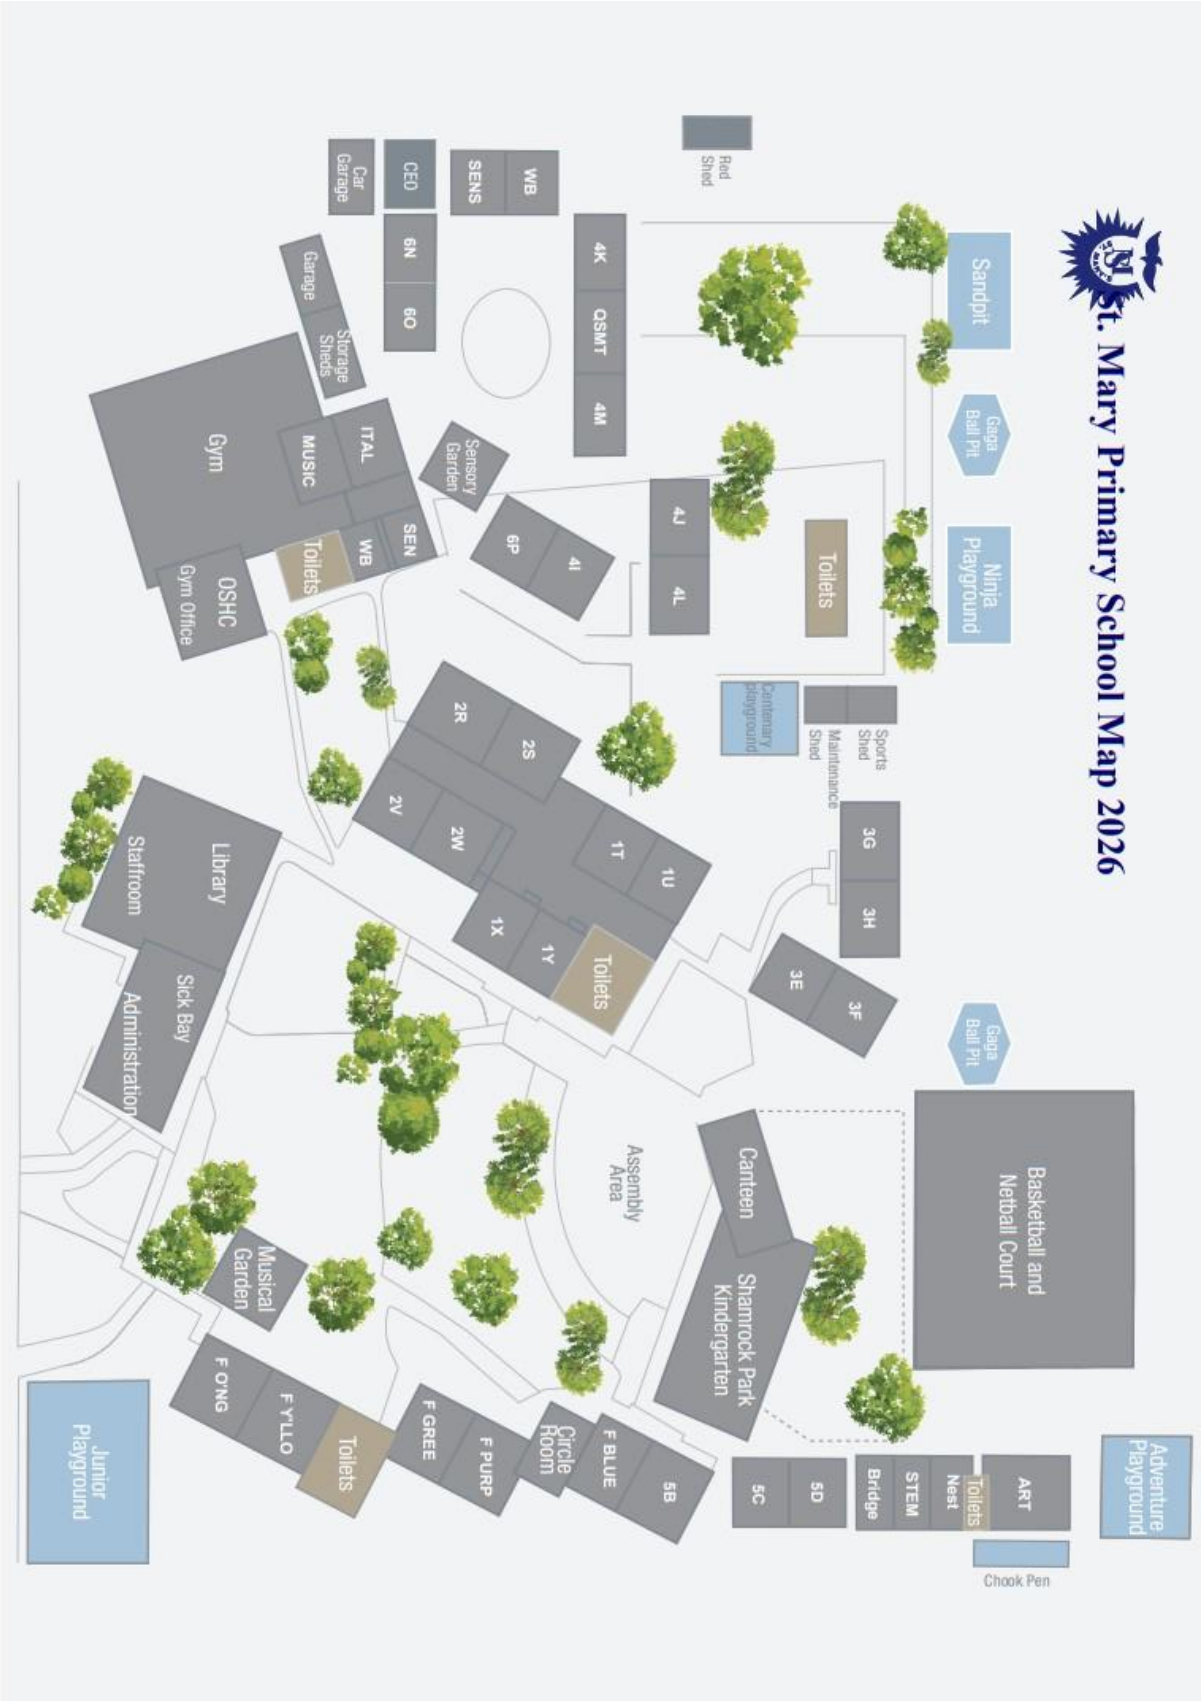 St. Mary Primary School Map 2026
Red
Shed
Sandpit
Gaga
Ball Pit
Ninja
Playground
Toilets
Car
Garage
CEO
SENS
WB
6N
6O
4K
QSMT
4M
Garage
Storage
Sheds
Gym
MUSIC
ITAL
SEN
WB
Toilets
OSHC
Gym Office
Sensory
Garden
6P
4I
4J
4L
Centenary
playground
Sports
Shed
Maintenance
Shed
3G
3H
3E
3F
2R
2S
2V
2W
1T
1U
1X
1Y
Toilets
Library
Staffroom
Sick Bay
Administration
Gaga
Ball Pit
Basketball and
Netball Court
Assembly
Area
Canteen
Shamrock Park
Kindergarten
Musical
Garden
F O'NG
F Y'LLO
Toilets
F GREE
F PURP
Circle
Room
F BLUE
5B
5C
5D
Bridge
STEM
Nest
Toilets
ART
Adventure
Playground
Chook Pen
Junior
Playground